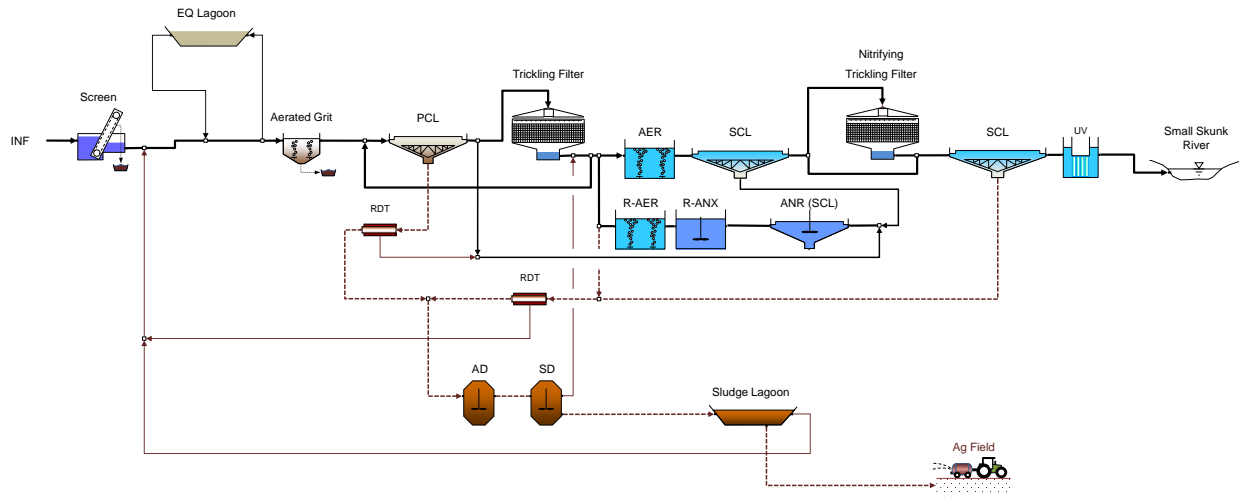 EQ Lagoon
Nitrifying
Trickling Filter
Trickling Filter
Screen
Aerated Grit
PCL
AER
SCL
SCL
UV
Small Skunk
River
INF
RDT
R-AER
R-ANX
ANR (SCL)
RDT
AD
SD
Sludge Lagoon
Ag Field